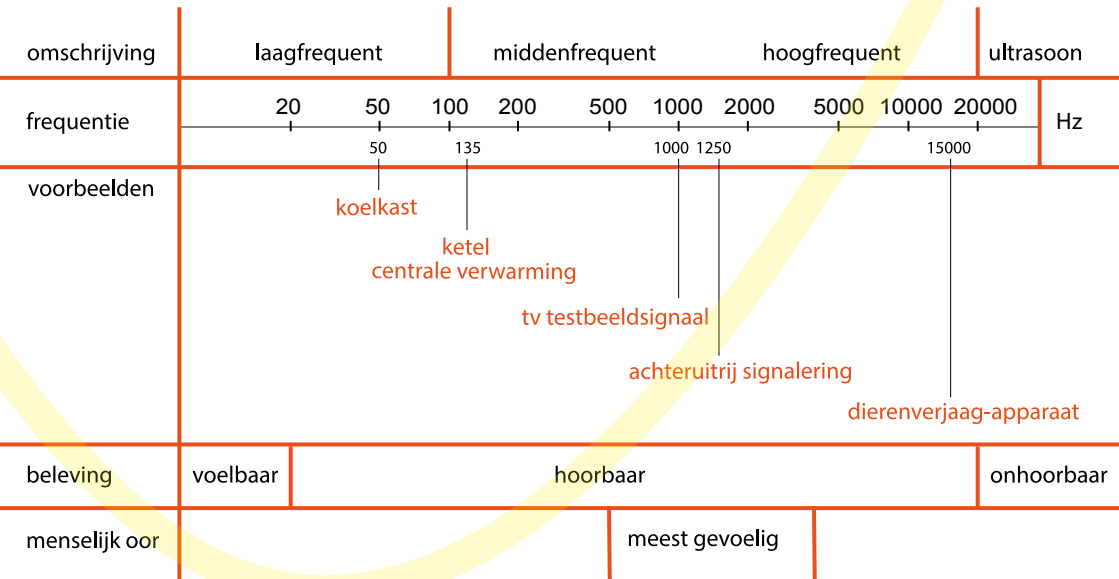 omschrijving laagfrequent middenfrequent hoogfrequent ultrasoon
frequentie 20 50 100 200 500 1000 2000 5000 10000 20000 Hz
50 135 1000 1250 15000
voorbeelden
koelkast
ketel
centrale verwarming
tv testbeeldsignaal
achteruitrij signalering
dierenverjaag-apparaat
beleving voelbaar hoorbaar onhoorbaar
menselijk oor meest gevoelig